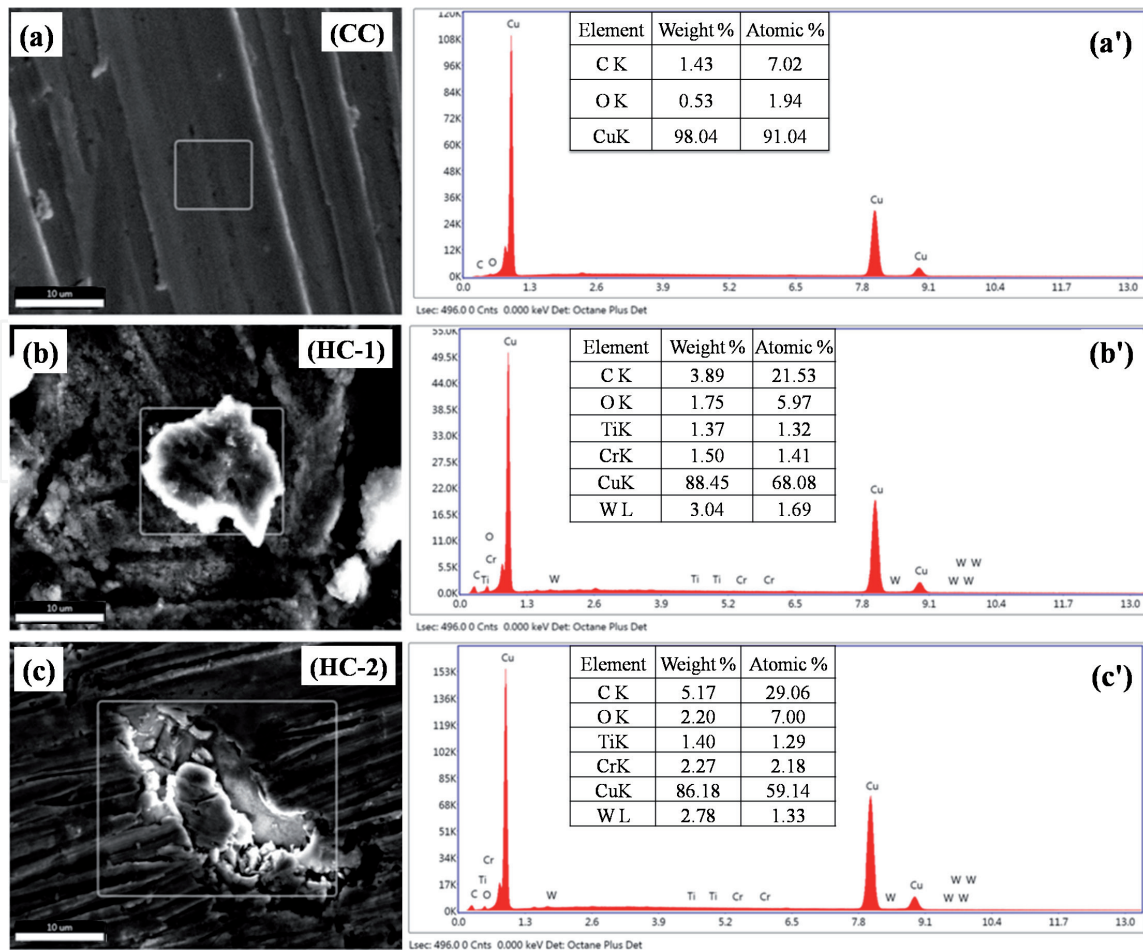 (a) (CC)
10 um
(a')
120K
108K
96K
84K
72K
60K
48K
36K
24K
12K
0K
Element Weight % Atomic %
C K 1.43 7.02
O K 0.53 1.94
CuK 98.04 91.04
Cu
C O
Cu
Cu
0.0 1.3 2.6 3.9 5.2 6.5 7.8 9.1 10.4 11.7 13.0
Lsec: 496.0 0 Cnts 0.000 keV Det: Octane Plus Det
(b) (HC-1)
10 um
(b')
55.0K
49.5K
44.0K
38.5K
33.0K
27.5K
22.0K
16.5K
11.0K
5.5K
0.0K
Element Weight % Atomic %
C K 3.89 21.53
O K 1.75 5.97
TiK 1.37 1.32
CrK 1.50 1.41
CuK 88.45 68.08
W L 3.04 1.69
Cu
O
Cr
C Ti
W
Ti Ti Cr Cr
Cu
W
Cu
W W
W W
0.0 1.3 2.6 3.9 5.2 6.5 7.8 9.1 10.4 11.7 13.0
Lsec: 496.0 0 Cnts 0.000 keV Det: Octane Plus Det
(c) (HC-2)
10 um
(c')
153K
136K
119K
102K
85K
68K
51K
34K
17K
0K
Element Weight % Atomic %
C K 5.17 29.06
O K 2.20 7.00
TiK 1.40 1.29
CrK 2.27 2.18
CuK 86.18 59.14
W L 2.78 1.33
Cu
Cr
Ti
C O
W
Ti Ti Cr Cr
Cu
W
Cu
W W
W W
0.0 1.3 2.6 3.9 5.2 6.5 7.8 9.1 10.4 11.7 13.0
Lsec: 496.0 0 Cnts 0.000 keV Det: Octane Plus Det